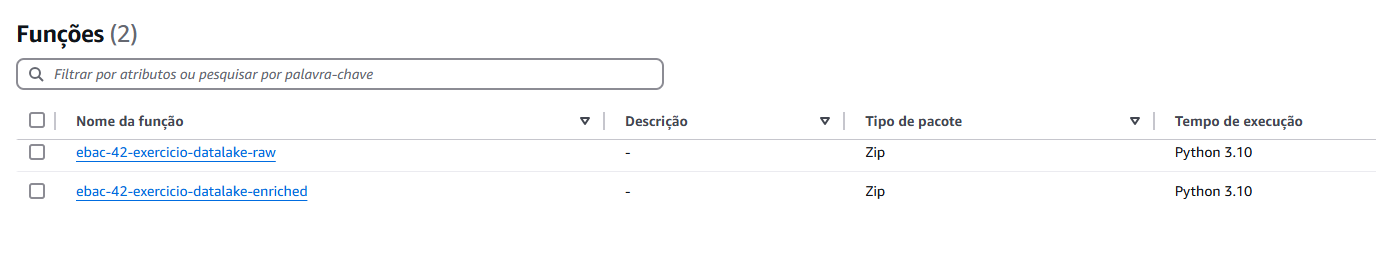 Funções (2)
Filtrar por atributos ou pesquisar por palavra-chave
Nome da função Descrição Tipo de pacote Tempo de execução
ebac-42-exercicio-datalake-raw - Zip Python 3.10
ebac-42-exercicio-datalake-enriched - Zip Python 3.10